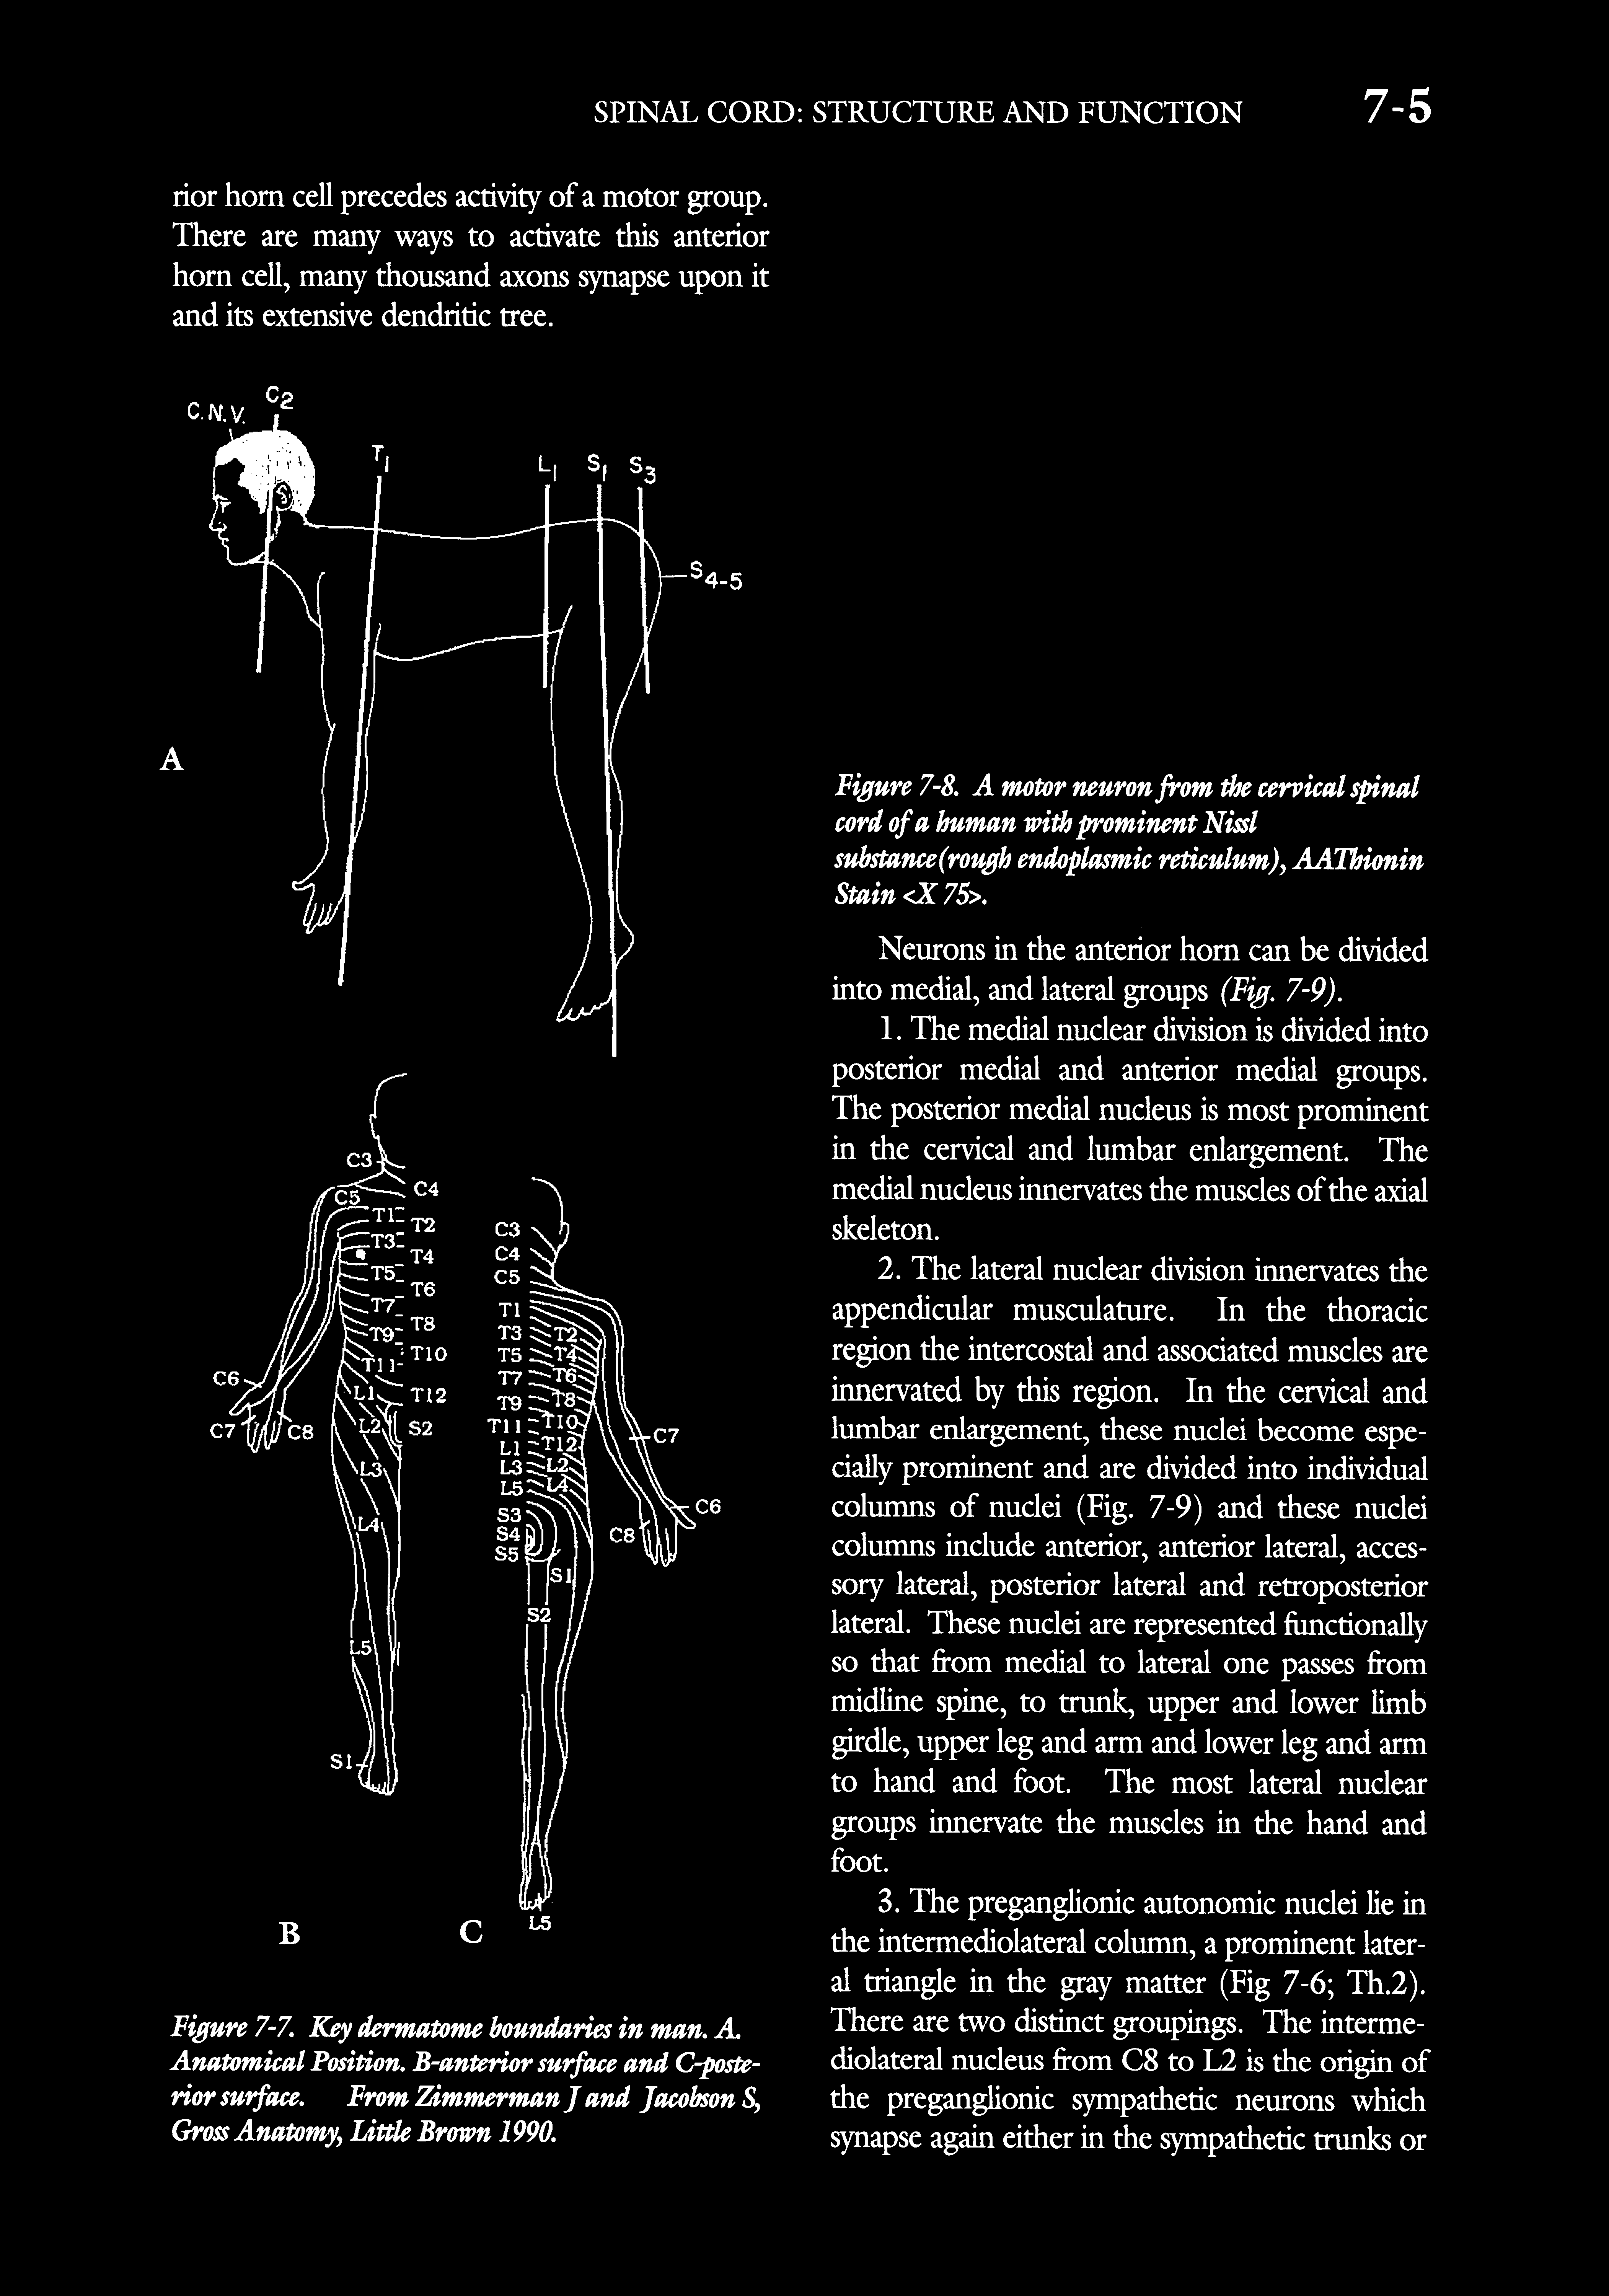 SPINAL CORD: STRUCTURE AND FUNCTION 7-5
rior horn cell precedes activity of a motor group.
There are many ways to activate this anterior
horn cell, many thousand axons synapse upon it
and its extensive dendritic tree.
C.N.V.
C2
T1
L1
S1
S3
S4-5
A
C3
C4
C5
T1
T2
T3
T4
T5
T6
T7
T8
T9
T10
T11
T12
L1
L2
S2
C6
C7
C8
L3
L4
L5
S1
B
C3
C4
C5
T1
T2
T3
T4
T5
T6
T7
T8
T9
T10
T11
T12
L1
L2
L3
L4
L5
S3
S4
S5
S1
S2
C7
C6
C8
L5
C
Figure 7-7. Key dermatome boundaries in man. A.
Anatomical Position. B-anterior surface and C-poste-
rior surface. From Zimmerman J and Jacobson S,
Gross Anatomy, Little Brown 1990.
Figure 7-8. A motor neuron from the cervical spinal
cord of a human with prominent Nissl
substance(rough endoplasmic reticulum), AAThionin
Stain <X 75>.
Neurons in the anterior horn can be divided
into medial, and lateral groups (Fig. 7-9).
1. The medial nuclear division is divided into
posterior medial and anterior medial groups.
The posterior medial nucleus is most prominent
in the cervical and lumbar enlargement. The
medial nucleus innervates the muscles of the axial
skeleton.
2. The lateral nuclear division innervates the
appendicular musculature. In the thoracic
region the intercostal and associated muscles are
innervated by this region. In the cervical and
lumbar enlargement, these nuclei become espe-
cially prominent and are divided into individual
columns of nuclei (Fig. 7-9) and these nuclei
columns include anterior, anterior lateral, acces-
sory lateral, posterior lateral and retroposterior
lateral. These nuclei are represented functionally
so that from medial to lateral one passes from
midline spine, to trunk, upper and lower limb
girdle, upper leg and arm and lower leg and arm
to hand and foot. The most lateral nuclear
groups innervate the muscles in the hand and
foot.
3. The preganglionic autonomic nuclei lie in
the intermediolateral column, a prominent later-
al triangle in the gray matter (Fig 7-6; Th.2).
There are two distinct groupings. The interme-
diolateral nucleus from C8 to L2 is the origin of
the preganglionic sympathetic neurons which
synapse again either in the sympathetic trunks or